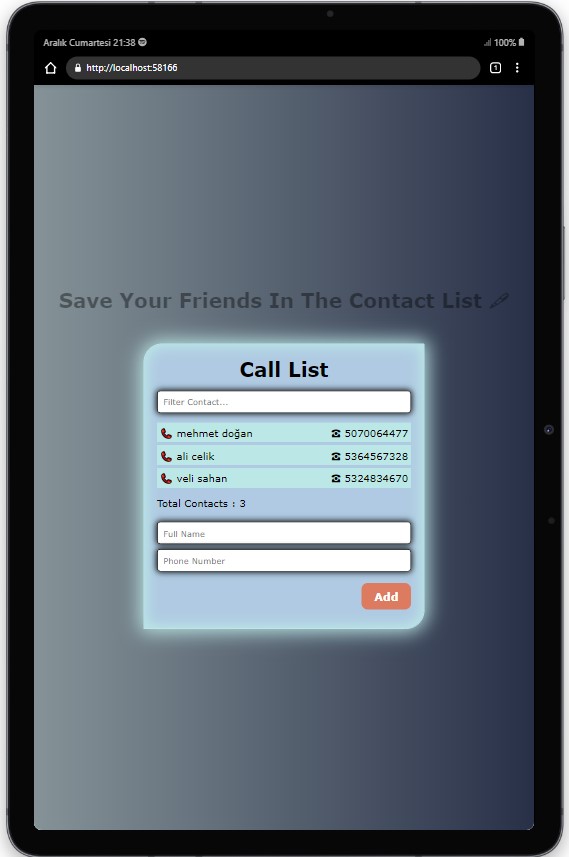 Aralık Cumartesi 21:38
100%
http://localhost:58166
1
Save Your Friends In The Contact List
Call List
Filter Contact...
mehmet doğan 5070064477
ali celik 5364567328
veli sahan 5324834670
Total Contacts : 3
Full Name
Phone Number
Add